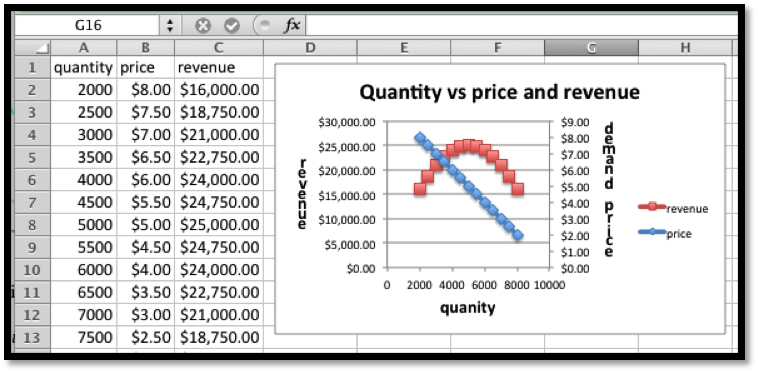 G16 fx
A B C D E F G H
1 quantity price revenue
2 2000 $8.00 $16,000.00
3 2500 $7.50 $18,750.00
4 3000 $7.00 $21,000.00
5 3500 $6.50 $22,750.00
6 4000 $6.00 $24,000.00
7 4500 $5.50 $24,750.00
8 5000 $5.00 $25,000.00
9 5500 $4.50 $24,750.00
10 6000 $4.00 $24,000.00
11 6500 $3.50 $22,750.00
12 7000 $3.00 $21,000.00
13 7500 $2.50 $18,750.00
Quantity vs price and revenue
revenue
$30,000.00
$25,000.00
$20,000.00
$15,000.00
$10,000.00
$5,000.00
$0.00
$9.00
$8.00
$7.00
$6.00
$5.00
$4.00
$3.00
$2.00
$1.00
$0.00
demand price
0 2000 4000 6000 8000 10000
quanity
revenue
price